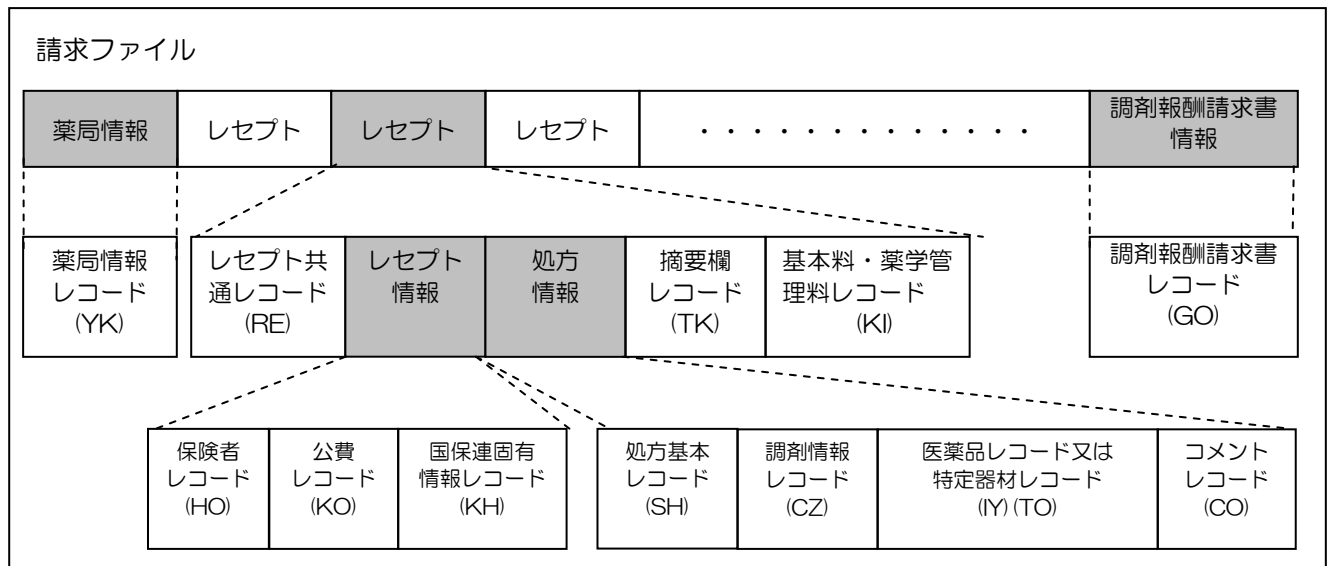 請求ファイル
薬局情報
レセプト
レセプト
レセプト
・・・・・・・・・・・・・
調剤報酬請求書
情報
薬局情報
レコード
(YK)
レセプト共
通レコード
(RE)
レセプト
情報
処方
情報
摘要欄
レコード
(TK)
基本料・薬学管
理料レコード
(KI)
調剤報酬請求書
レコード
(GO)
保険者
レコード
(HO)
公費
レコード
(KO)
国保連固有
情報レコード
(KH)
処方基本
レコード
(SH)
調剤情報
レコード
(CZ)
医薬品レコード又は
特定器材レコード
(IY)(TO)
コメント
レコード
(CO)